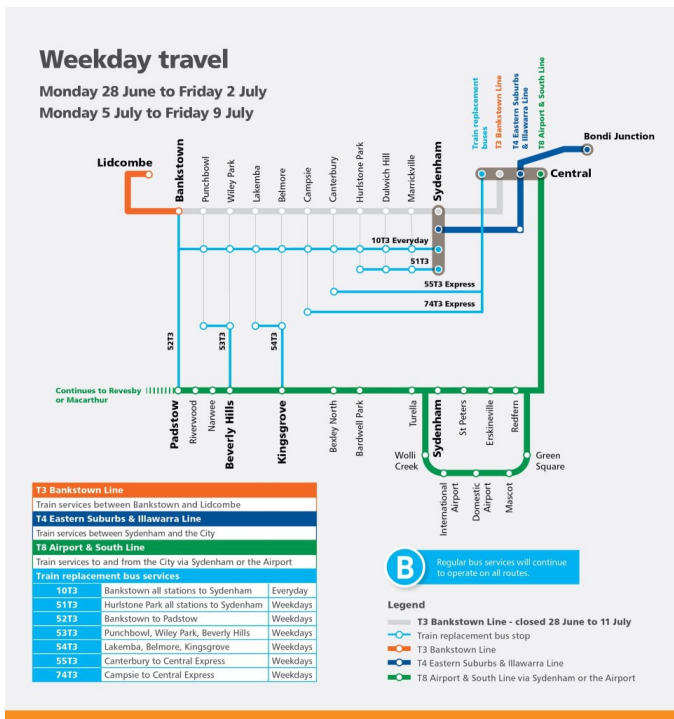 Weekday travel
Monday 28 June to Friday 2 July
Monday 5 July to Friday 9 July
Train replacement
buses
T3 Bankstown Line
T4 Eastern Suburbs
& Illawarra Line
T8 Airport & South Line
Bondi Junction
Central
Lidcombe
Bankstown
Punchbowl
Wiley Park
Lakemba
Belmore
Campsie
Canterbury
Hurlstone Park
Dulwich Hill
Marrickville
Sydenham
10T3 Everyday
51T3
55T3 Express
74T3 Express
52T3
53T3
54T3
Continues to Revesby
or Macarthur
Padstow
Riverwood
Narwee
Beverly Hills
Kingsgrove
Bexley North
Bardwell Park
Turella
Sydenham
St Peters
Erskineville
Redfern
Wolli
Creek
Green
Square
International
Airport
Domestic
Airport
Mascot
T3 Bankstown Line
Train services between Bankstown and Lidcombe
T4 Eastern Suburbs & Illawarra Line
Train services between Sydenham and the City
T8 Airport & South Line
Train services to and from the City via Sydenham or the Airport
Train replacement bus services
10T3 Bankstown all stations to Sydenham Everyday
51T3 Hurlstone Park all stations to Sydenham Weekdays
52T3 Bankstown to Padstow Weekdays
53T3 Punchbowl, Wiley Park, Beverly Hills Weekdays
54T3 Lakemba, Belmore, Kingsgrove Weekdays
55T3 Canterbury to Central Express Weekdays
74T3 Campsie to Central Express Weekdays
B
Regular bus services will continue
to operate on all routes.
Legend
T3 Bankstown Line - closed 28 June to 11 July
Train replacement bus stop
T3 Bankstown Line
T4 Eastern Suburbs & Illawarra Line
T8 Airport & South Line via Sydenham or the Airport